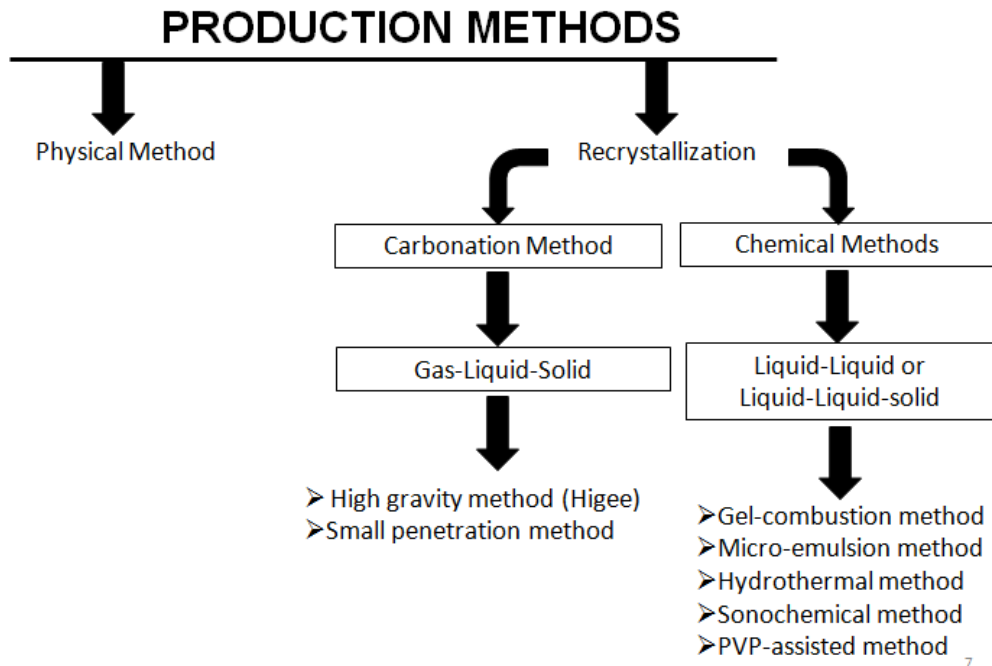 PRODUCTION METHODS
Physical Method
Recrystallization
Carbonation Method
Chemical Methods
Gas-Liquid-Solid
Liquid-Liquid or
Liquid-Liquid-solid
➢ High gravity method (Higee)
➢Small penetration method
➢Gel-combustion method
➢Micro-emulsion method
➢Hydrothermal method
➢Sonochemical method
➢PVP-assisted method
7